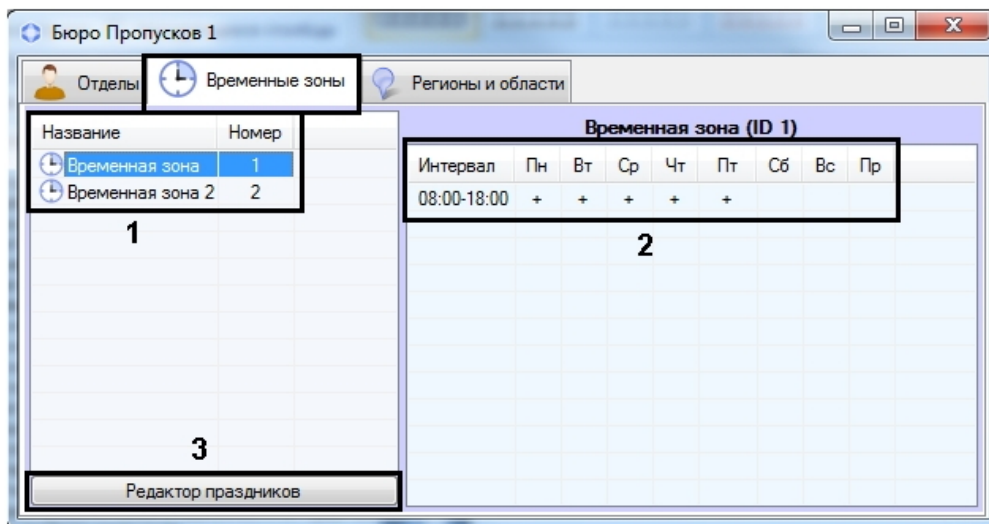 Бюро Пропусков 1
Отделы Временные зоны Регионы и области
Название Номер
Временная зона 1
Временная зона 2 2
1
3
Редактор праздников
Временная зона (ID 1)
Интервал Пн Вт Ср Чт Пт Сб Вс Пр
08:00-18:00 + + + + +
2